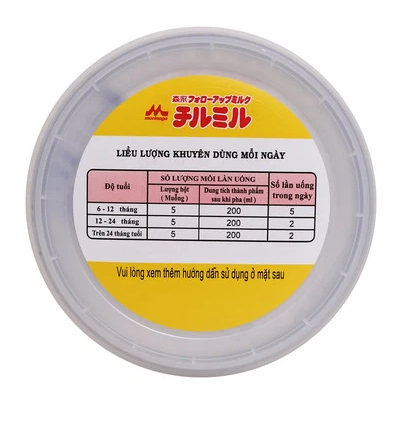 森永 フォローアップミルク
morinaga チルミル
LIỀU LƯỢNG KHUYÊN DÙNG MỖI NGÀY
Độ tuổi SỐ LƯỢNG MỖI LẦN UỐNG Số lần uống trong ngày
Lượng bột (Muỗng) Dung tích thành phẩm sau khi pha (ml)
6 - 12 tháng 5 200 5
12 - 24 tháng 5 200 2
Trên 24 tháng tuổi 5 200 2
Vui lòng xem thêm hướng dẫn sử dụng ở mặt sau